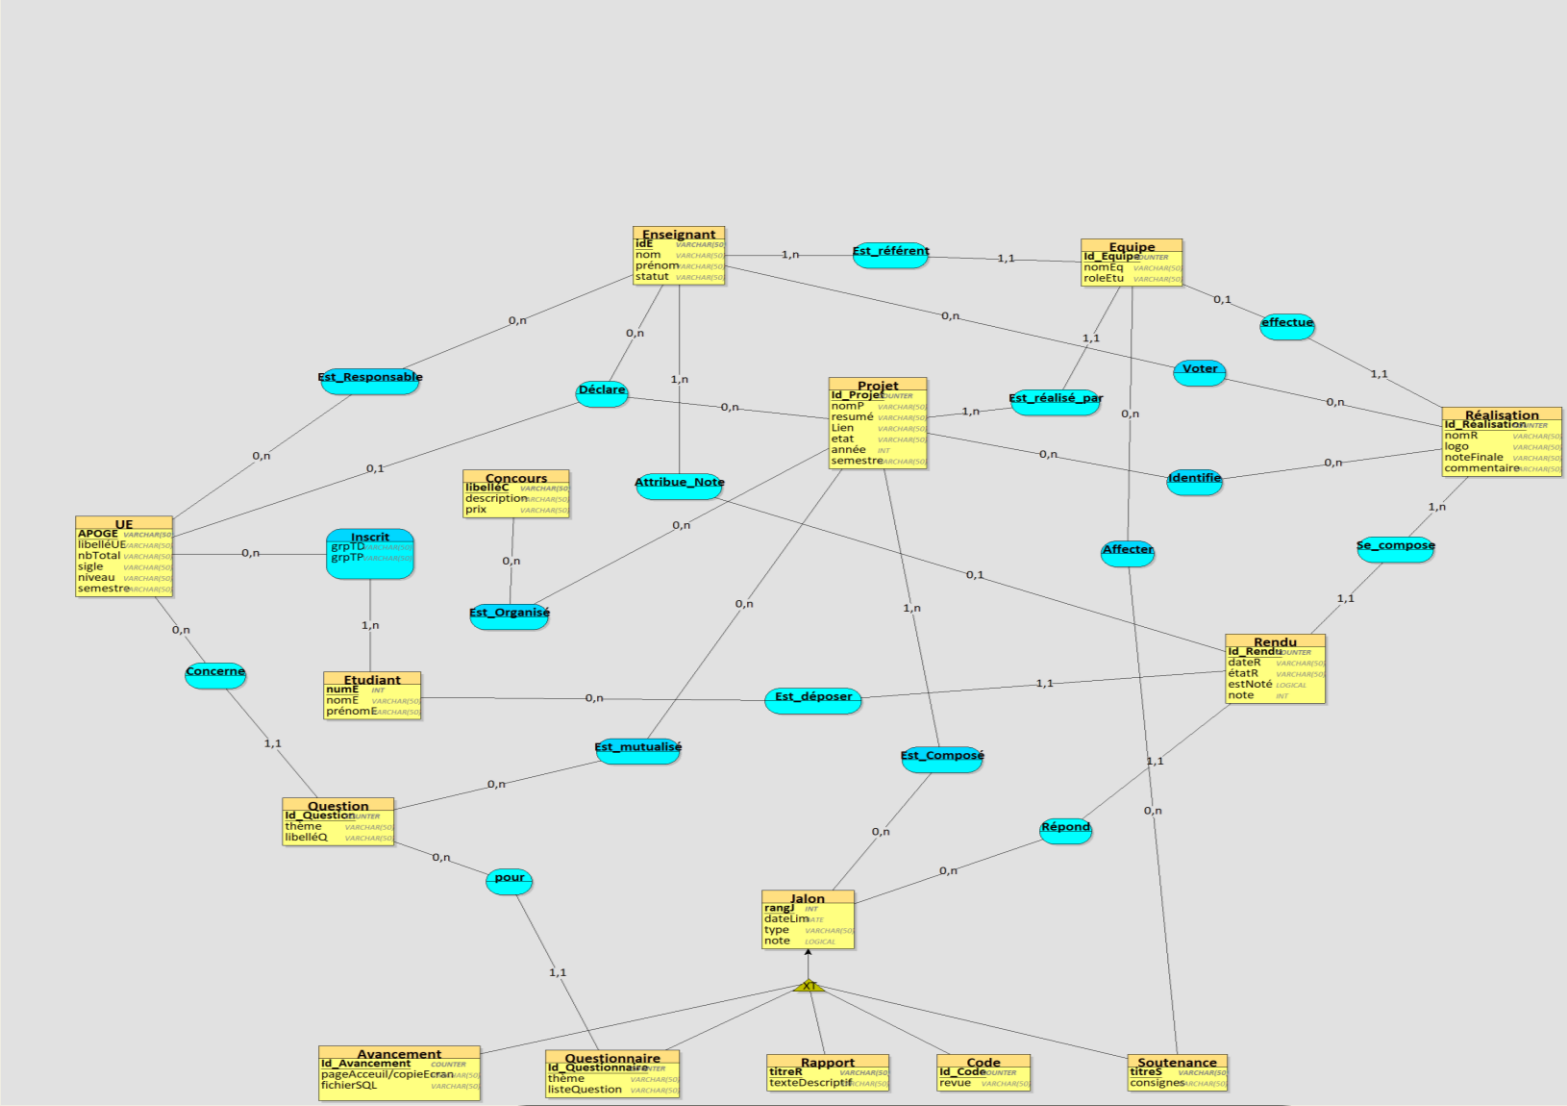 Enseignant
idE VARCHAR(50)
nom VARCHAR(50)
prénom VARCHAR(50)
statut VARCHAR(50)
1,n
Est_référent
1,1
Equipe
Id_Equipe COUNTER
nomEq VARCHAR(50)
roleEtu VARCHAR(50)
0,1
effectue
1,1
0,n
0,n
0,n
1,1
Est_Responsable
Déclare
1,n
0,n
Projet
Id_Projet COUNTER
nomP VARCHAR(50)
resumé VARCHAR(50)
Lien VARCHAR(50)
etat VARCHAR(50)
année INT
semestre VARCHAR(50)
1,n
Est_réalisé_par
Voter
0,n
0,n
Réalisation
Id_Réalisation COUNTER
nomR VARCHAR(50)
logo VARCHAR(50)
noteFinale VARCHAR(50)
commentaire VARCHAR(50)
0,n
0,1
0,n
Identifie
0,n
Concours
libelléC VARCHAR(50)
description VARCHAR(50)
prix VARCHAR(50)
Attribue_Note
1,n
0,n
UE
APOGE VARCHAR(50)
libelléUE VARCHAR(50)
nbTotal VARCHAR(50)
sigle VARCHAR(50)
niveau VARCHAR(50)
semestre VARCHAR(50)
0,n
Inscrit
grpTD VARCHAR(50)
grpTP VARCHAR(50)
0,n
Affecter
Se_compose
0,1
1,1
Est_Organisé
0,n
1,n
0,n
1,n
Concerne
Etudiant
numE INT
nomE VARCHAR(50)
prénomE VARCHAR(50)
0,n
Est_déposer
1,1
Rendu
Id_Rendu COUNTER
dateR VARCHAR(50)
étatR VARCHAR(50)
estNoté LOGICAL
note INT
1,1
Est_mutualisé
Est_Composé
1,1
0,n
0,n
Question
Id_Question COUNTER
thème VARCHAR(50)
libelléQ VARCHAR(50)
0,n
Répond
0,n
0,n
pour
0,n
Jalon
rangJ INT
dateLim DATE
type VARCHAR(50)
note LOGICAL
1,1
XT
Avancement
Id_Avancement COUNTER
pageAcceuil/copieEcran VARCHAR(50)
fichierSQL VARCHAR(50)
Questionnaire
Id_Questionnaire COUNTER
thème VARCHAR(50)
listeQuestion VARCHAR(50)
Rapport
titreR VARCHAR(50)
texteDescriptif VARCHAR(50)
Code
Id_Code COUNTER
revue VARCHAR(50)
Soutenance
titreS VARCHAR(50)
consignes VARCHAR(50)